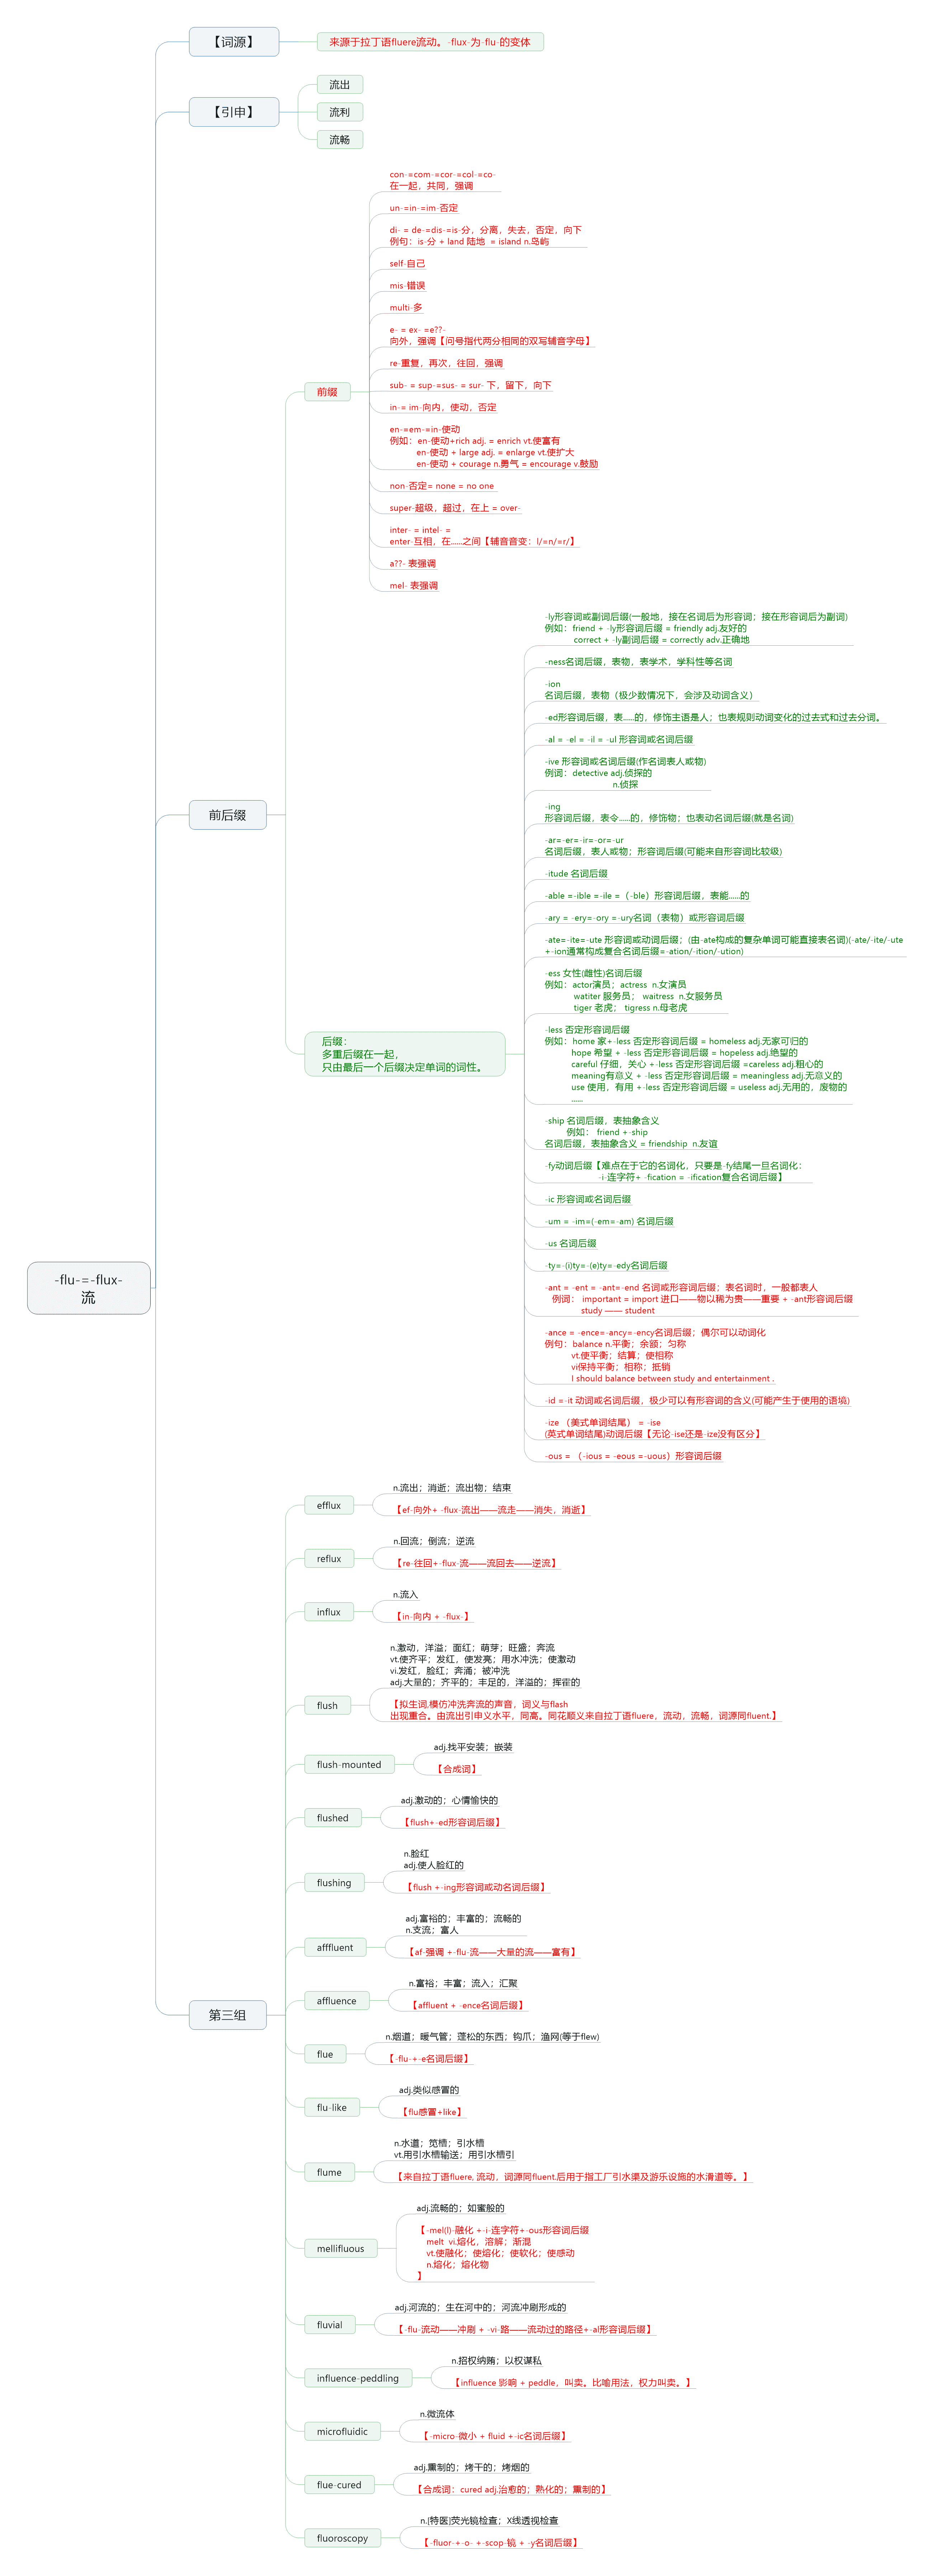 -flu-=-flux-
流
【词源】
来源于拉丁语fluere流动。-flux-为-flu-的变体
【引申】
流出
流利
流畅
前后缀
前缀
con-=com-=cor-=col-=co-
在一起，共同，强调
un-=in-=im-否定
di- = de-=dis-=is-分，分离，失去，否定，向下
例句：is-分 + land 陆地  = island n.岛屿
self-自己
mis-错误
multi-多
e- = ex- =e??-
向外，强调【问号指代两分相同的双写辅音字母】
re-重复，再次，往回，强调
sub- = sup-=sus- = sur- 下，留下，向下
in-= im-向内，使动，否定
en-=em-=in-使动
例如：en-使动+rich adj. = enrich vt.使富有
en-使动 + large adj. = enlarge vt.使扩大
en-使动 + courage n.勇气 = encourage v.鼓励
non-否定= none = no one
super-超级，超过，在上 = over-
inter- = intel- =
enter-互相，在......之间【辅音音变：l/=n/=r/】
a??- 表强调
mel- 表强调
后缀：
多重后缀在一起，
只由最后一个后缀决定单词的词性。
-ly形容词或副词后缀(一般地，接在名词后为形容词；接在形容词后为副词)
例如：friend + -ly形容词后缀 = friendly adj.友好的
correct + -ly副词后缀 = correctly adv.正确地
-ness名词后缀，表物，表学术，学科性等名词
-ion
名词后缀，表物（极少数情况下，会涉及动词含义）
-ed形容词后缀，表......的，修饰主语是人；也表规则动词变化的过去式和过去分词。
-al = -el = -il = -ul 形容词或名词后缀
-ive 形容词或名词后缀(作名词表人或物)
例词：detective adj.侦探的
n.侦探
-ing
形容词后缀，表令......的，修饰物；也表动名词后缀(就是名词)
-ar=-er=-ir=-or=-ur
名词后缀，表人或物；形容词后缀(可能来自形容词比较级)
-itude 名词后缀
-able =-ible =-ile =（-ble）形容词后缀，表能......的
-ary = -ery=-ory =-ury名词（表物）或形容词后缀
-ate=-ite=-ute 形容词或动词后缀；(由-ate构成的复杂单词可能直接表名词)(-ate/-ite/-ute
+-ion通常构成复合名词后缀=-ation/-ition/-ution)
-ess 女性(雌性)名词后缀
例如：actor演员；actress  n.女演员
watiter 服务员； waitress  n.女服务员
tiger 老虎； tigress n.母老虎
-less 否定形容词后缀
例如：home 家+-less 否定形容词后缀 = homeless adj.无家可归的
hope 希望 + -less 否定形容词后缀 = hopeless adj.绝望的
careful 仔细，关心 +-less 否定形容词后缀 =careless adj.粗心的
meaning有意义 + -less 否定形容词后缀 = meaningless adj.无意义的
use 使用，有用 +-less 否定形容词后缀 = useless adj.无用的，废物的
......
-ship 名词后缀，表抽象含义
例如： friend +-ship
名词后缀，表抽象含义 = friendship  n.友谊
-fy动词后缀【难点在于它的名词化，只要是-fy结尾一旦名词化：
-i-连字符+ -fication = -ification复合名词后缀】
-ic 形容词或名词后缀
-um = -im=(-em=-am) 名词后缀
-us 名词后缀
-ty=-(i)ty=-(e)ty=-edy名词后缀
-ant = -ent = -ant=-end 名词或形容词后缀；表名词时，一般都表人
例词： important = import 进口——物以稀为贵——重要 + -ant形容词后缀
study —— student
-ance = -ence=-ancy=-ency名词后缀；偶尔可以动词化
例句：balance n.平衡；余额；匀称
vt.使平衡；结算；使相称
vi保持平衡；相称；抵销
I should balance between study and entertainment .
-id =-it 动词或名词后缀，极少可以有形容词的含义(可能产生于使用的语境)
-ize （美式单词结尾） = -ise
(英式单词结尾)动词后缀【无论-ise还是-ize没有区分】
-ous = （-ious = -eous =-uous）形容词后缀
第三组
efflux
n.流出；消逝；流出物；结束
【ef-向外+ -flux-流出——流走——消失，消逝】
reflux
n.回流；倒流；逆流
【re-往回+-flux-流——流回去——逆流】
influx
n.流入
【in-向内 + -flux-】
flush
n.激动，洋溢；面红；萌芽；旺盛；奔流
vt.使齐平；发红，使发亮；用水冲洗；使激动
vi.发红，脸红；奔涌；被冲洗
adj.大量的；齐平的；丰足的，洋溢的；挥霍的
【拟生词,模仿冲洗奔流的声音，词义与flash
出现重合。由流出引申义水平，同高。同花顺义来自拉丁语fluere，流动，流畅，词源同fluent.】
flush-mounted
adj.找平安装；嵌装
【合成词】
flushed
adj.激动的；心情愉快的
【flush+-ed形容词后缀】
flushing
n.脸红
adj.使人脸红的
【flush +-ing形容词或动名词后缀】
afffluent
adj.富裕的；丰富的；流畅的
n.支流；富人
【af-强调 +-flu-流——大量的流——富有】
affluence
n.富裕；丰富；流入；汇聚
【affluent + -ence名词后缀】
flue
n.烟道；暖气管；蓬松的东西；钩爪；渔网(等于flew)
【-flu-+-e名词后缀】
flu-like
adj.类似感冒的
【flu感冒+like】
flume
n.水道；笕槽；引水槽
vt.用引水槽输送；用引水槽引
【来自拉丁语fluere, 流动，词源同fluent.后用于指工厂引水渠及游乐设施的水滑道等。】
mellifluous
adj.流畅的；如蜜般的
【-mel(l)-融化 +-i-连字符+-ous形容词后缀
melt  vi.熔化，溶解；渐混
vt.使融化；使熔化；使软化；使感动
n.熔化；熔化物
】
fluvial
adj.河流的；生在河中的；河流冲刷形成的
【-flu-流动——冲刷 + -vi-路——流动过的路径+-al形容词后缀】
influence-peddling
n.招权纳贿；以权谋私
【influence 影响 + peddle，叫卖。比喻用法，权力叫卖。】
microfluidic
n.微流体
【-micro-微小 + fluid +-ic名词后缀】
flue-cured
adj.熏制的；烤干的；烤烟的
【合成词：cured adj.治愈的；熟化的；熏制的】
fluoroscopy
n.[特医]荧光镜检查；X线透视检查
【-fluor-+-o- +-scop-镜 + -y名词后缀】